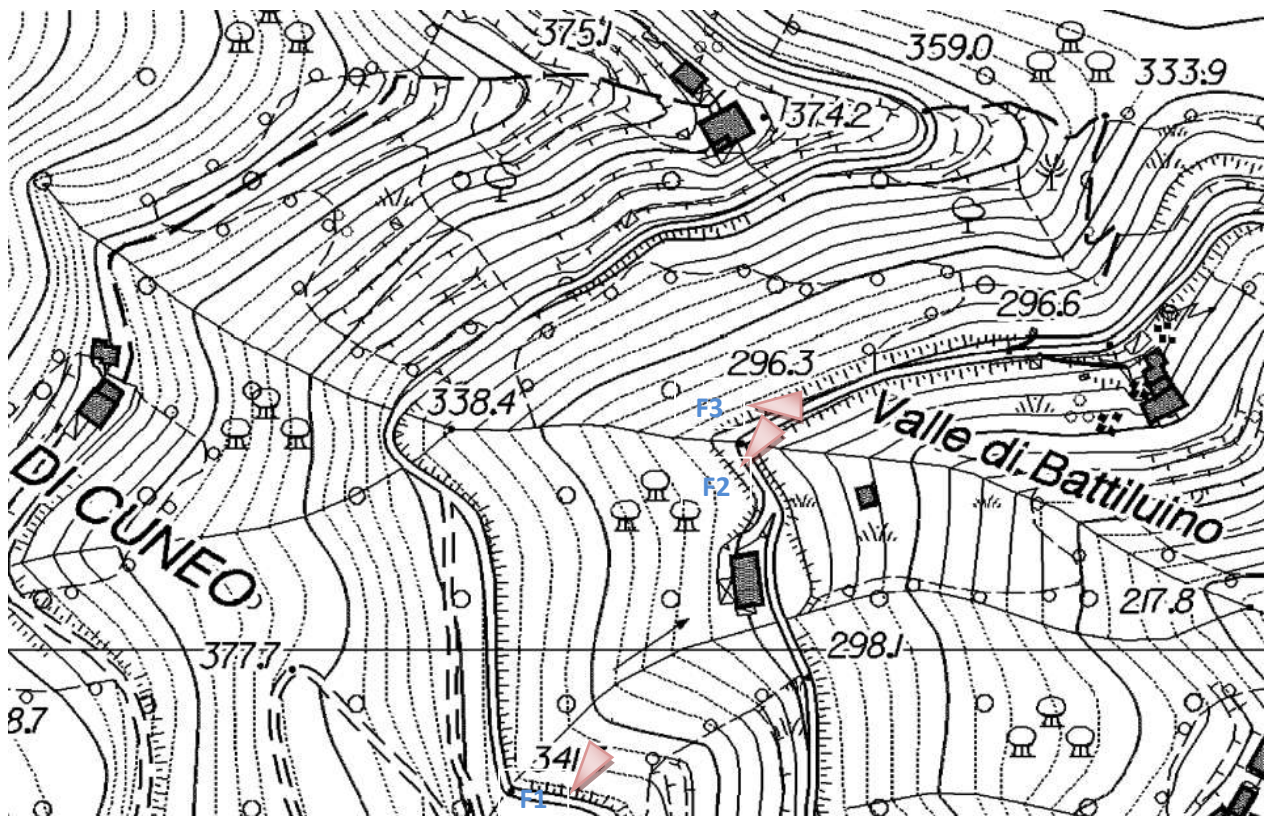 375.1
359.0
333.9
374.2
296.6
296.3
338.4
F3
Valle di Battiluino
F2
DI CUNEO
217.8
298.1
377.7
8.7
341
F1